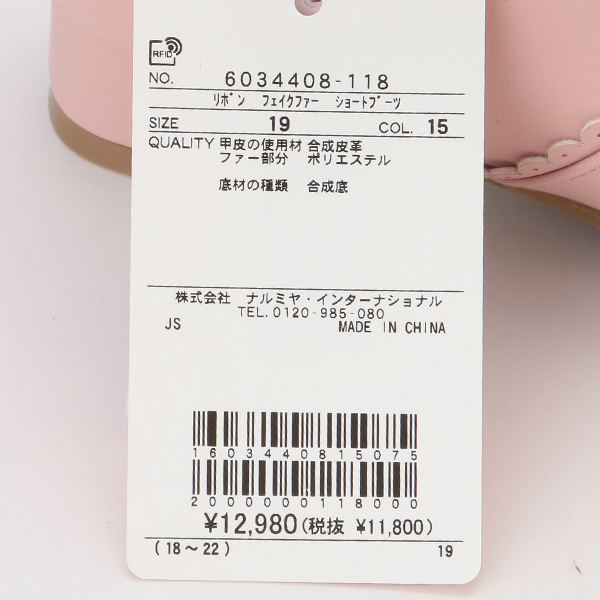 RFID
NO. 6034408-118
ﾘﾎﾞﾝ ﾌｪｲｸﾌｧｰ ｼｮｰﾄﾌﾞｰﾂ
SIZE 19 COL. 15
QUALITY 甲皮の使用材 合成皮革
ファー部分 ポリエステル
底材の種類 合成底
株式会社 ナルミヤ・インターナショナル
TEL.0120-985-080
JS MADE IN CHINA
1603440815075
2000000118000
¥12,980(税抜 ¥11,800)
(18～22) 19